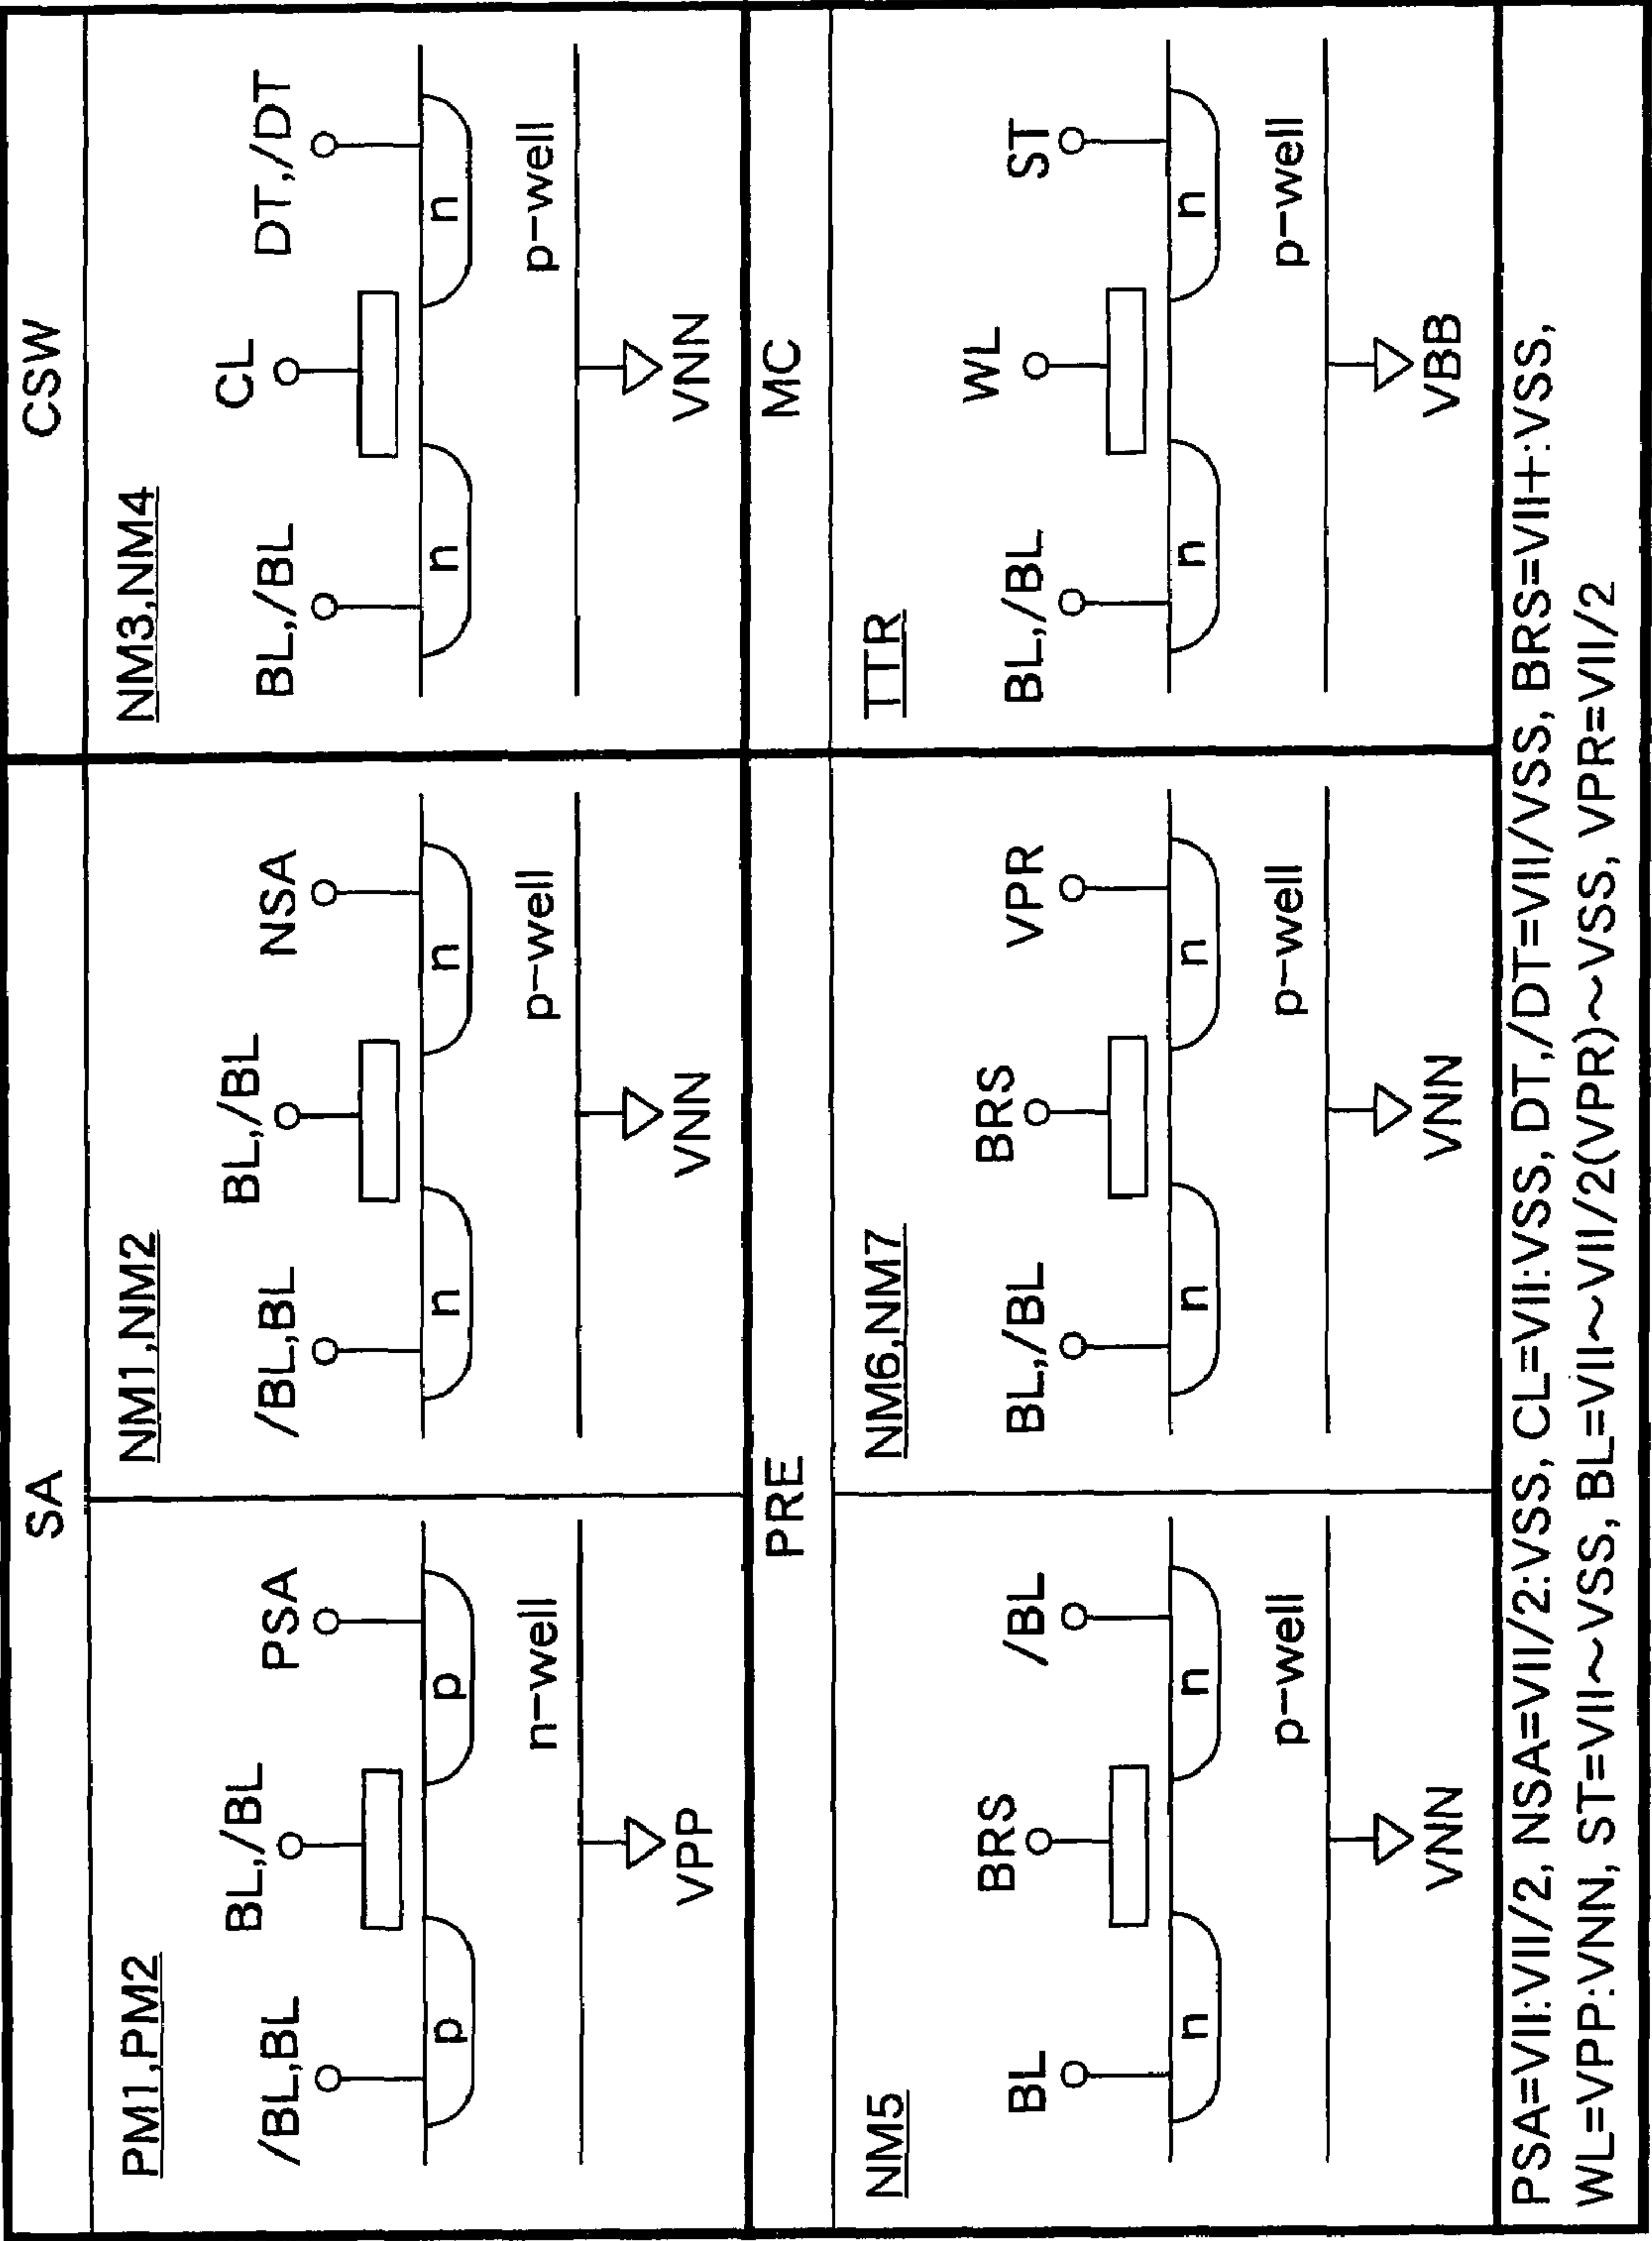 SA
CSW
PM1,PM2
/BL,BL
BL,/BL
PSA
p
p
n-well
VPP
NM1,NM2
/BL,BL
BL,/BL
NSA
n
n
p-well
VNN
NM3,NM4
BL,/BL
CL
DT,/DT
n
n
p-well
VNN
PRE
MC
NM5
BL
BRS
/BL
n
n
p-well
VNN
NM6,NM7
BL,/BL
BRS
VPR
n
n
p-well
VNN
TTR
BL,/BL
WL
ST
n
n
p-well
VBB
PSA=VII:VII/2, NSA=VII/2:VSS, CL=VII:VSS, DT,/DT=VII/VSS, BRS=VII+:VSS,
WL=VPP:VNN, ST=VII~VSS, BL=VII~VII/2(VPR)~VSS, VPR=VII/2